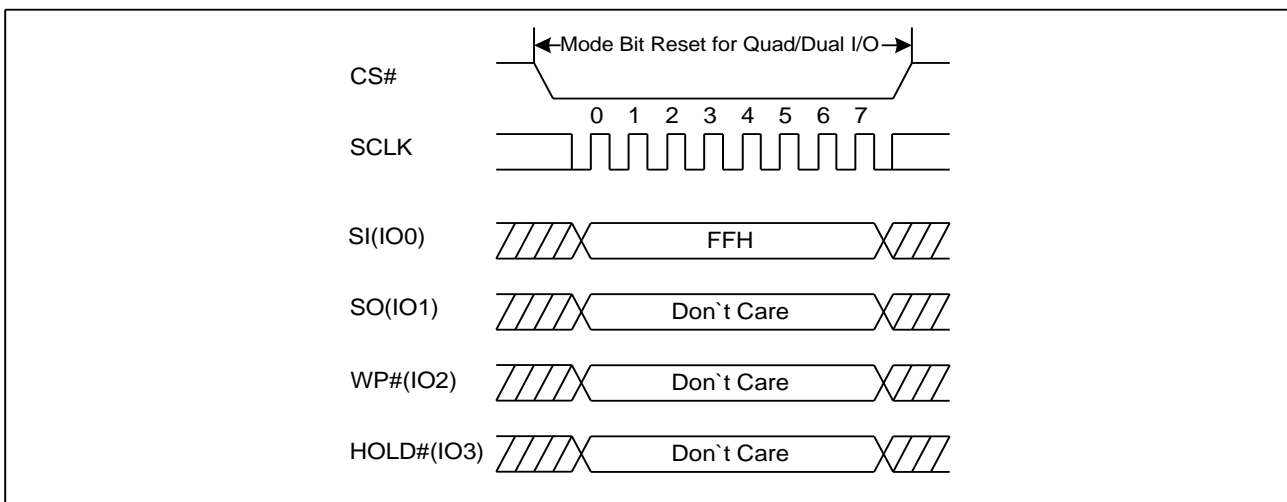 Mode Bit Reset for Quad/Dual I/O
CS#
0 1 2 3 4 5 6 7
SCLK
SI(IO0) FFH
SO(IO1) Don`t Care
WP#(IO2) Don`t Care
HOLD#(IO3) Don`t Care